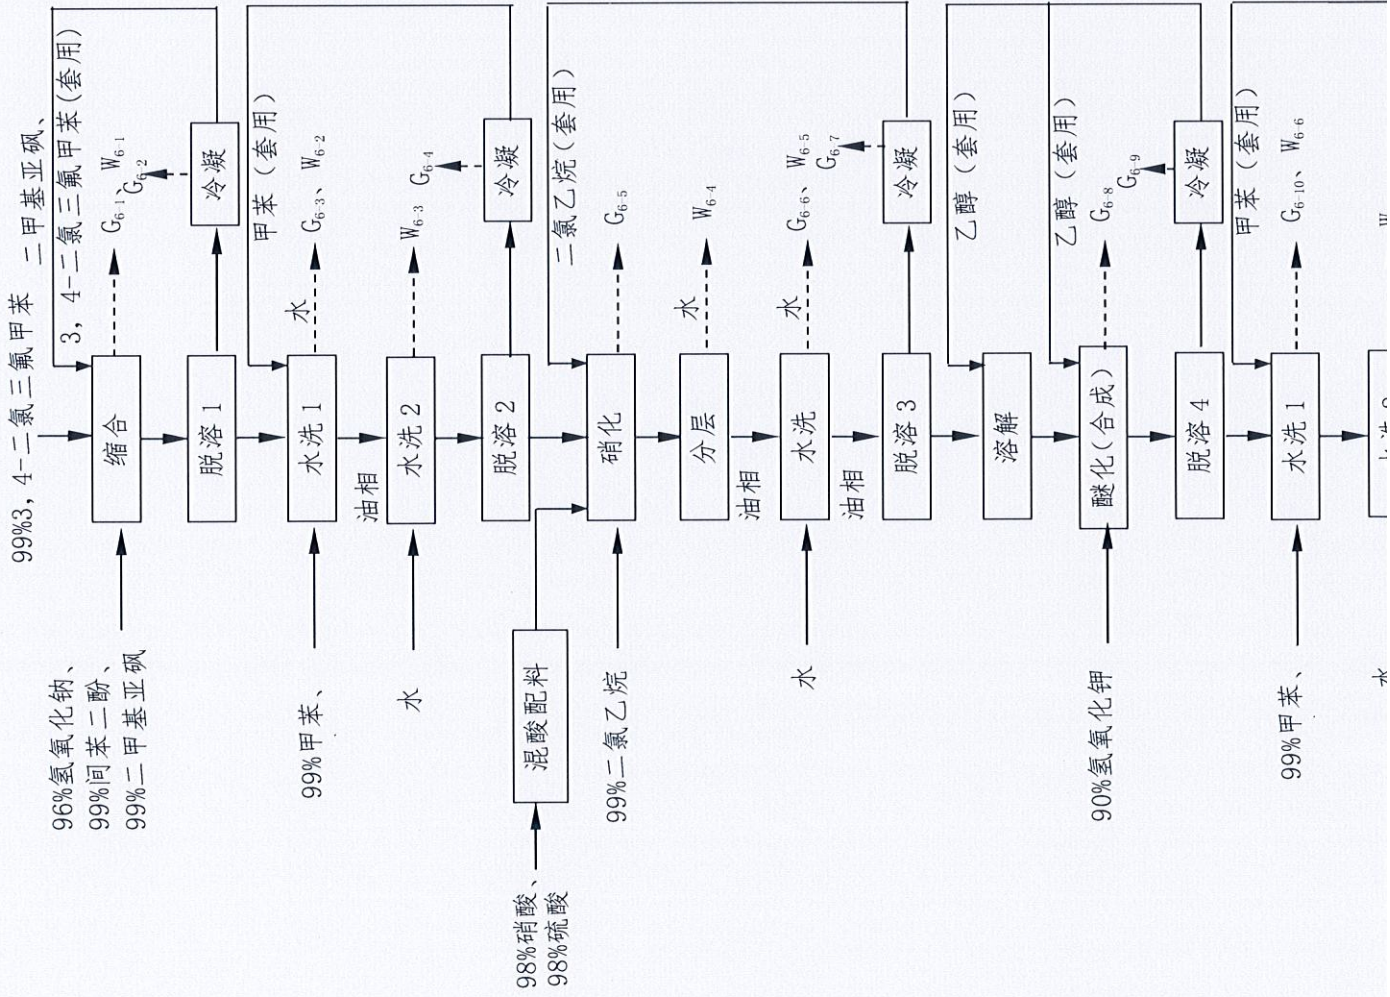 99%3，4-二氯三氟甲苯
二甲基亚砜、
3，4-二氯三氟甲苯(套用)
96%氢氧化钠、
99%间苯二酚、
99%二甲基亚砜
缩合
G6-1、W6-1
脱溶1
冷凝
G6-2
甲苯（套用）
99%甲苯、
水洗1
水
G6-3、W6-2
油相
水
水洗2
W6-3
脱溶2
冷凝
G6-4
二氯乙烷（套用）
98%硝酸、
98%硫酸
混酸配料
99%二氯乙烷
硝化
G6-5
分层
水
W6-4
油相
水
水洗
水
G6-6、W6-5
油相
脱溶3
冷凝
G6-7
乙醇（套用）
溶解
乙醇（套用）
90%氢氧化钾
醚化(合成)
G6-8
脱溶4
冷凝
G6-9
甲苯（套用）
99%甲苯、
水洗1
G6-10、W6-6